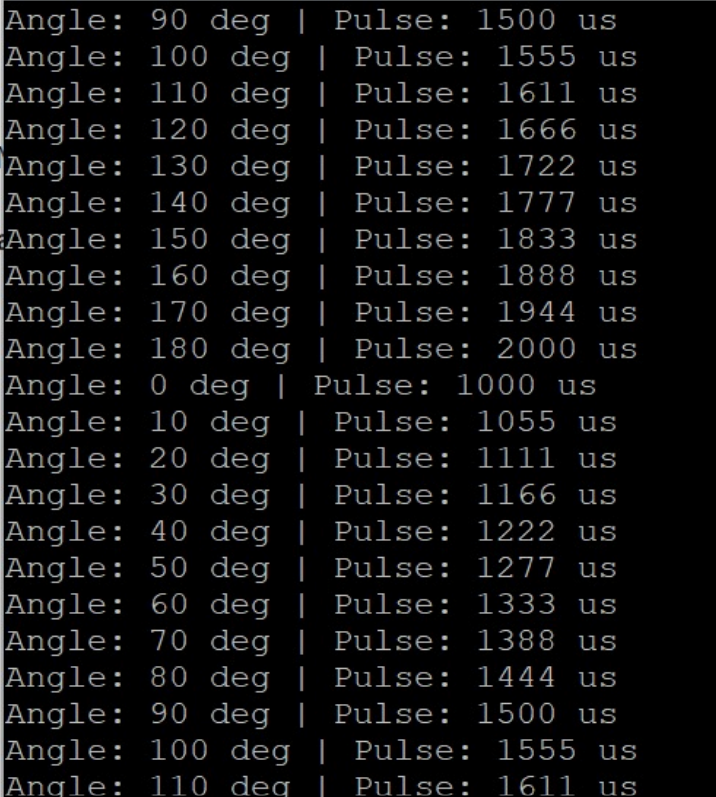 Angle: 90 deg | Pulse: 1500 us
Angle: 100 deg | Pulse: 1555 us
Angle: 110 deg | Pulse: 1611 us
Angle: 120 deg | Pulse: 1666 us
Angle: 130 deg | Pulse: 1722 us
Angle: 140 deg | Pulse: 1777 us
Angle: 150 deg | Pulse: 1833 us
Angle: 160 deg | Pulse: 1888 us
Angle: 170 deg | Pulse: 1944 us
Angle: 180 deg | Pulse: 2000 us
Angle: 0 deg | Pulse: 1000 us
Angle: 10 deg | Pulse: 1055 us
Angle: 20 deg | Pulse: 1111 us
Angle: 30 deg | Pulse: 1166 us
Angle: 40 deg | Pulse: 1222 us
Angle: 50 deg | Pulse: 1277 us
Angle: 60 deg | Pulse: 1333 us
Angle: 70 deg | Pulse: 1388 us
Angle: 80 deg | Pulse: 1444 us
Angle: 90 deg | Pulse: 1500 us
Angle: 100 deg | Pulse: 1555 us
Angle: 110 deg | Pulse: 1611 us